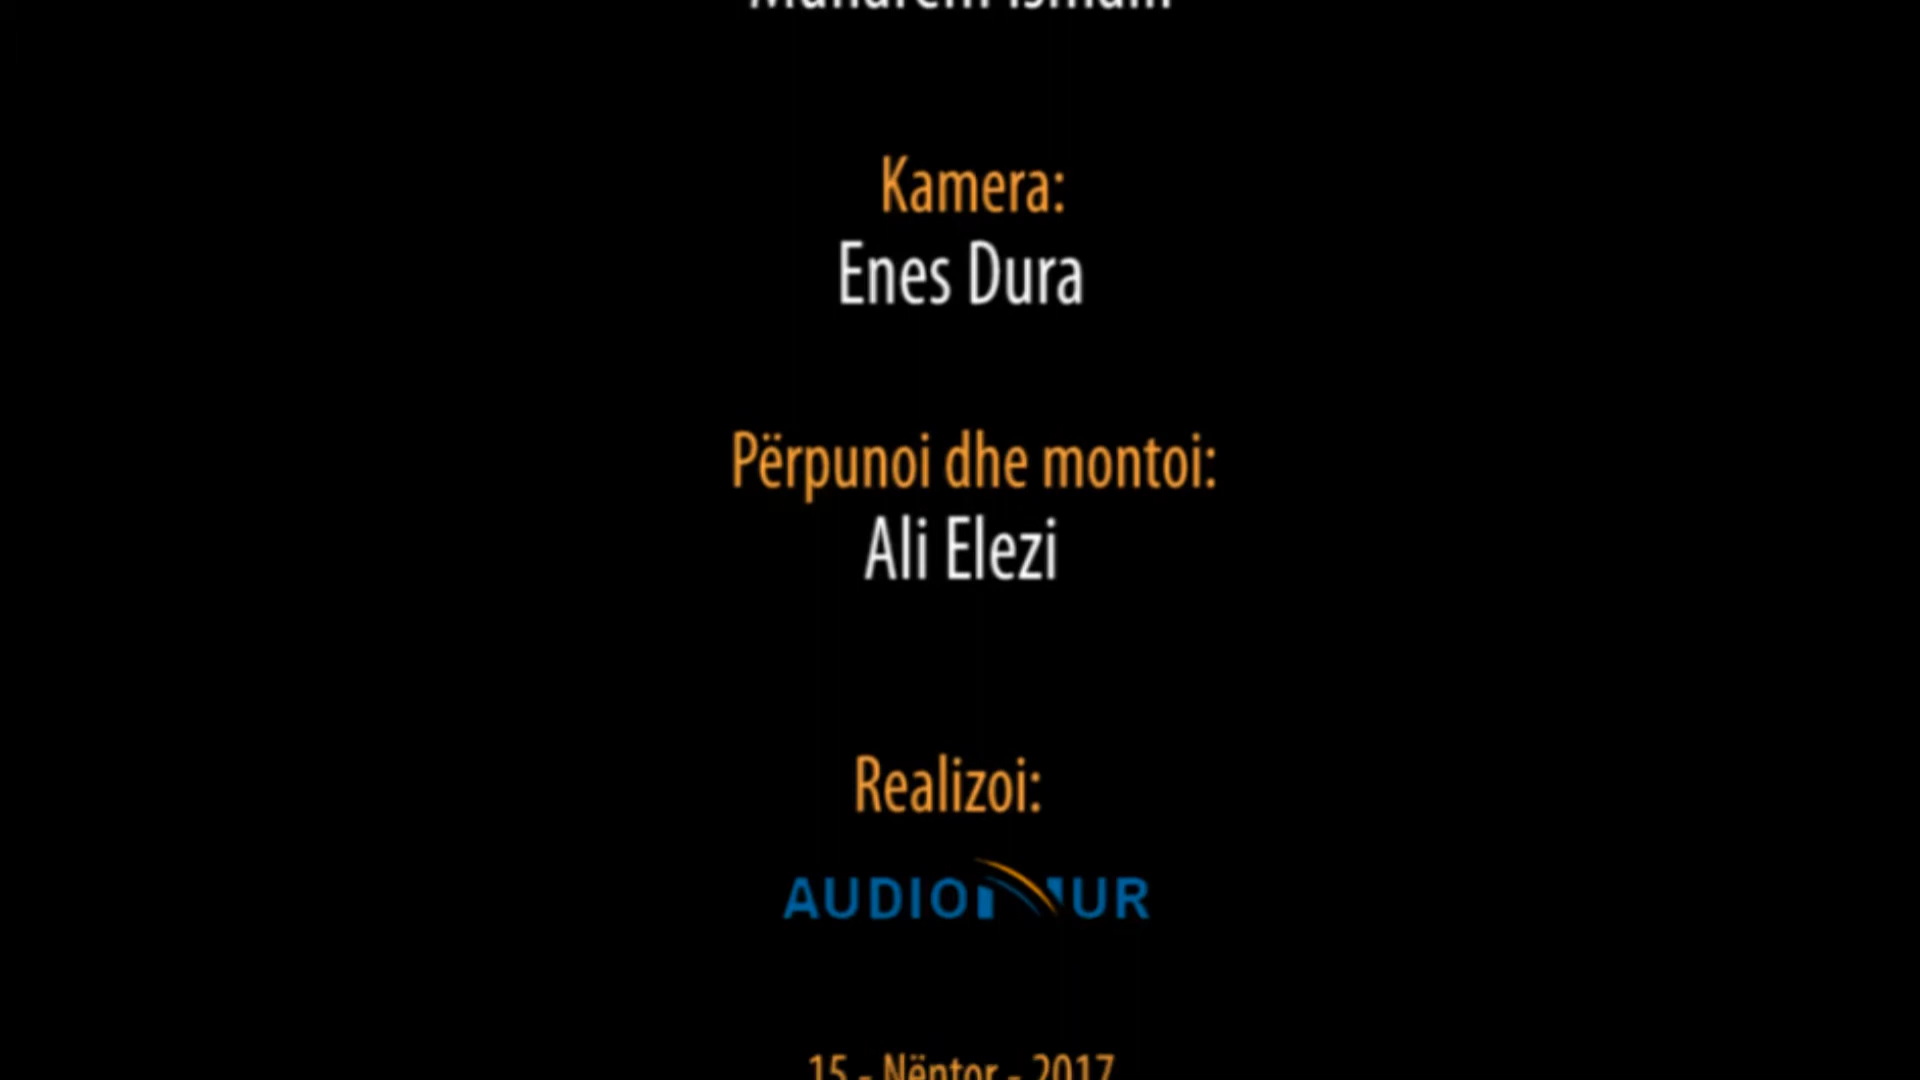 Kamera:
Enes Dura
Përpunoi dhe montoi:
Ali Elezi
Realizoi:
AUDIONUR
15 - Nëntor - 2017